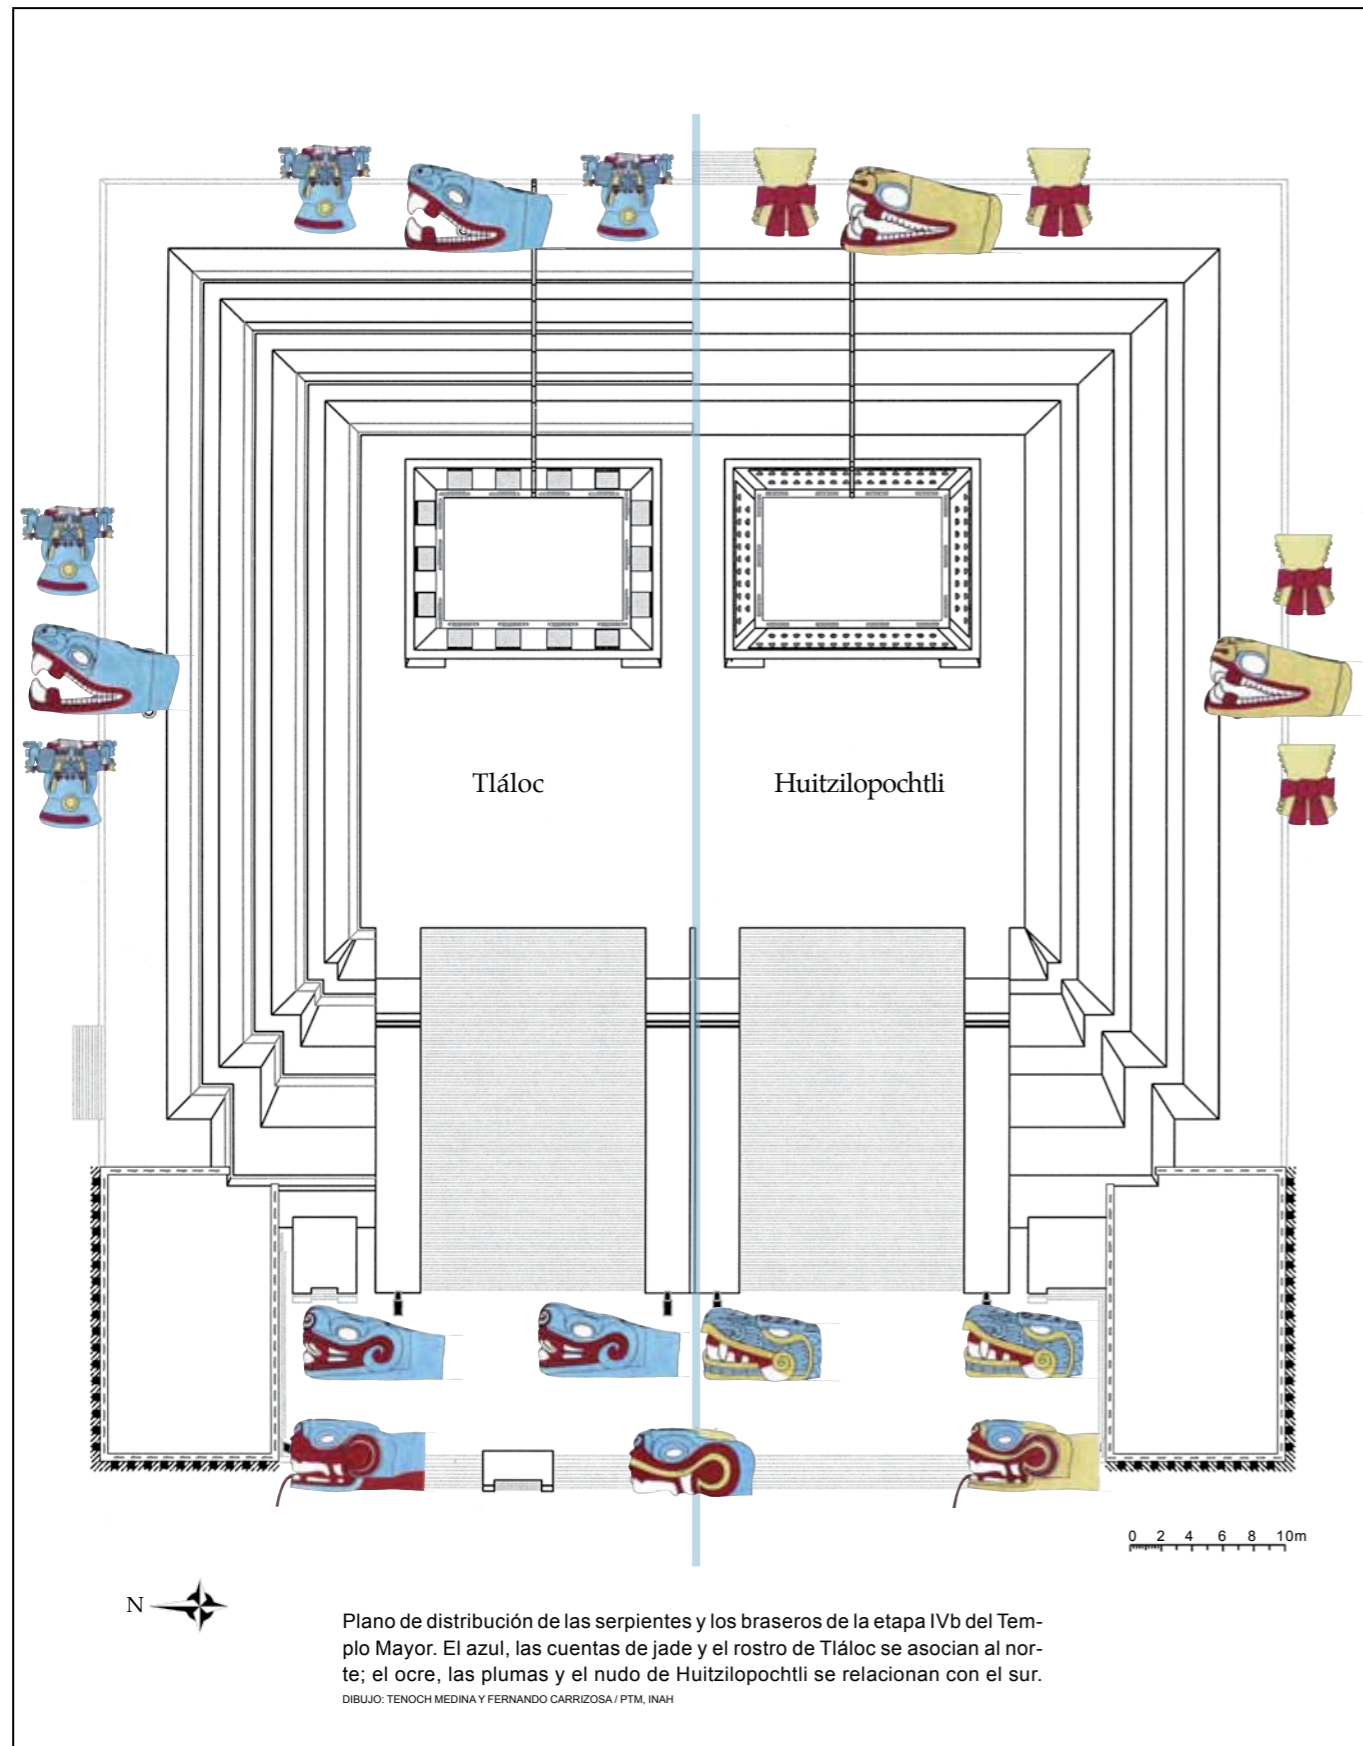 Tláloc
Huitzilopochtli
0 2 4 6 8 10m
N
Plano de distribución de las serpientes y los braseros de la etapa IVb del Tem-
plo Mayor. El azul, las cuentas de jade y el rostro de Tláloc se asocian al nor-
te; el ocre, las plumas y el nudo de Huitzilopochtli se relacionan con el sur.
DIBUJO: TENOCH MEDINA Y FERNANDO CARRIZOSA / PTM, INAH